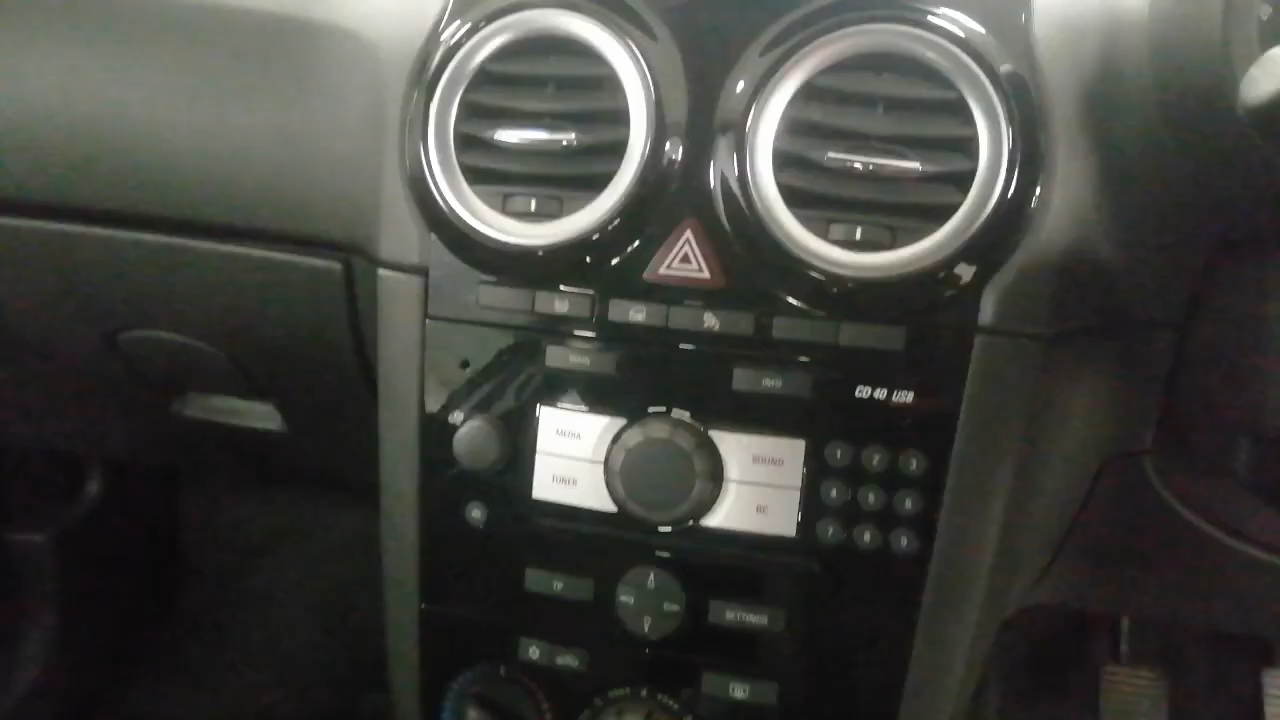 INFO
CD 40 USB
MEDIA
SOUND
1 2 3
TUNER
4 5 6
BC
7 8 9
TP
SETTINGS
AUTO